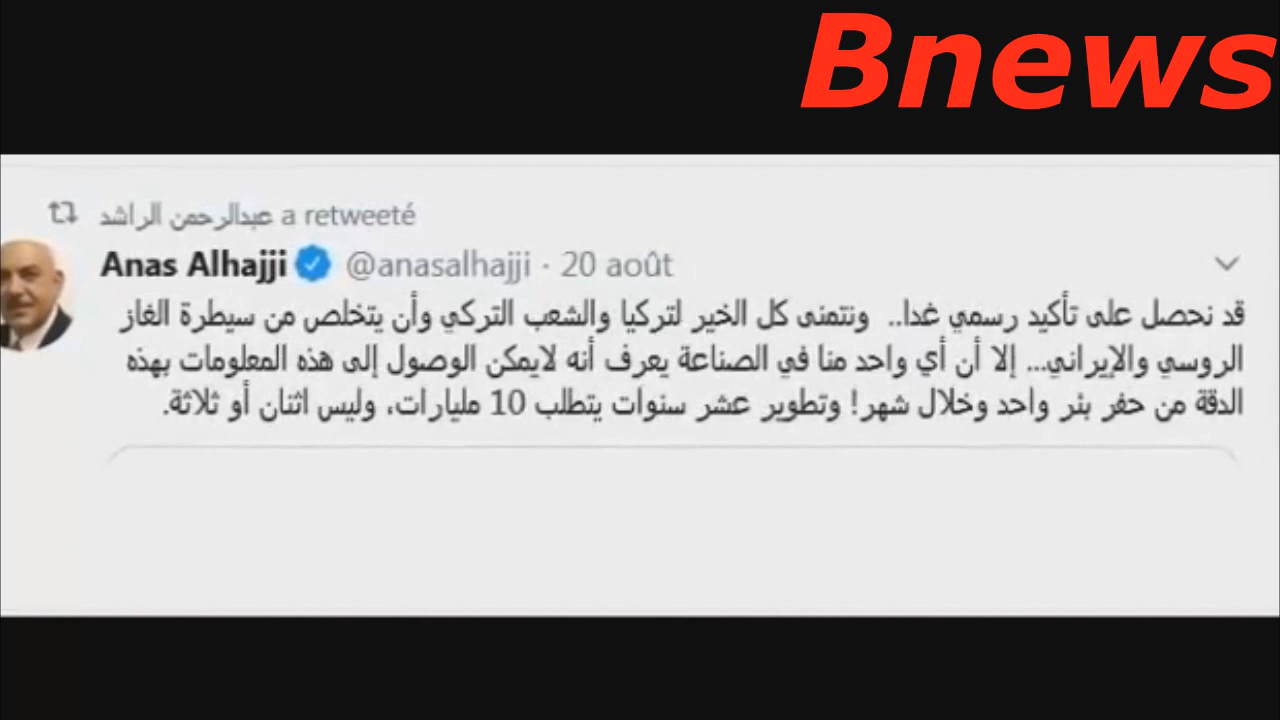 Bnews
عبدالرحمن الراشد a retweeté
Anas Alhajji @anasalhajji · 20 août
قد نحصل على تأكيد رسمي غدا.. ونتمنى كل الخير لتركيا والشعب التركي وأن يتخلص من سيطرة الغاز
الروسي والإيراني... إلا أن أي واحد منا في الصناعة يعرف أنه لايمكن الوصول إلى هذه المعلومات بهذه
الدقة من حفر بئر واحد وخلال شهر! وتطوير عشر سنوات يتطلب 10 مليارات، وليس اثنان أو ثلاثة.